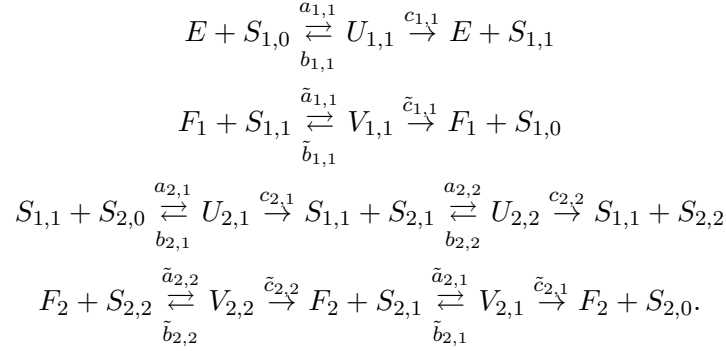 E + S_{1,0} \underset{b_{1,1}}{\overset{a_{1,1}}{\rightleftarrows}} U_{1,1} \overset{c_{1,1}}{\rightarrow} E + S_{1,1}
F_1 + S_{1,1} \underset{\tilde{b}_{1,1}}{\overset{\tilde{a}_{1,1}}{\rightleftarrows}} V_{1,1} \overset{\tilde{c}_{1,1}}{\rightarrow} F_1 + S_{1,0}
S_{1,1} + S_{2,0} \underset{b_{2,1}}{\overset{a_{2,1}}{\rightleftarrows}} U_{2,1} \overset{c_{2,1}}{\rightarrow} S_{1,1} + S_{2,1} \underset{b_{2,2}}{\overset{a_{2,2}}{\rightleftarrows}} U_{2,2} \overset{c_{2,2}}{\rightarrow} S_{1,1} + S_{2,2}
F_2 + S_{2,2} \underset{\tilde{b}_{2,2}}{\overset{\tilde{a}_{2,2}}{\rightleftarrows}} V_{2,2} \overset{\tilde{c}_{2,2}}{\rightarrow} F_2 + S_{2,1} \underset{\tilde{b}_{2,1}}{\overset{\tilde{a}_{2,1}}{\rightleftarrows}} V_{2,1} \overset{\tilde{c}_{2,1}}{\rightarrow} F_2 + S_{2,0}.